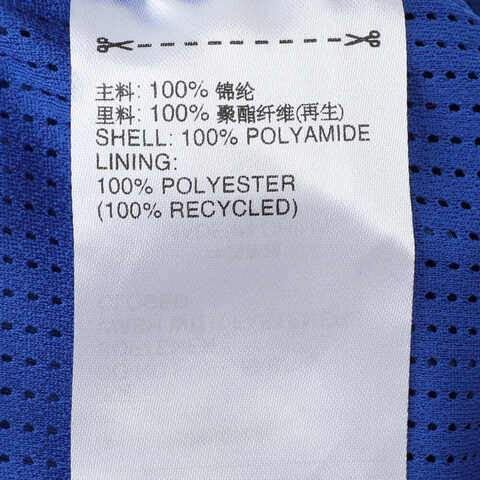 主料: 100% 锦纶
里料: 100% 聚酯纤维(再生)
SHELL: 100% POLYAMIDE
LINING:
100% POLYESTER
(100% RECYCLED)